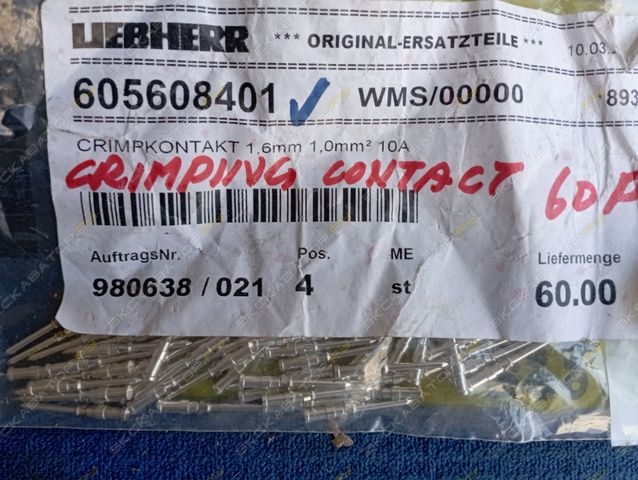 LIEBHERR *** ORIGINAL-ERSATZTEILE *** 10.03.
605608401 WMS/00000 893
CRIMPKONTAKT 1,6mm 1,0mm² 10A
CRIMPING CONTACT 60P
AuftragsNr. Pos. ME Liefermenge
980638 / 021 4 st 60.00